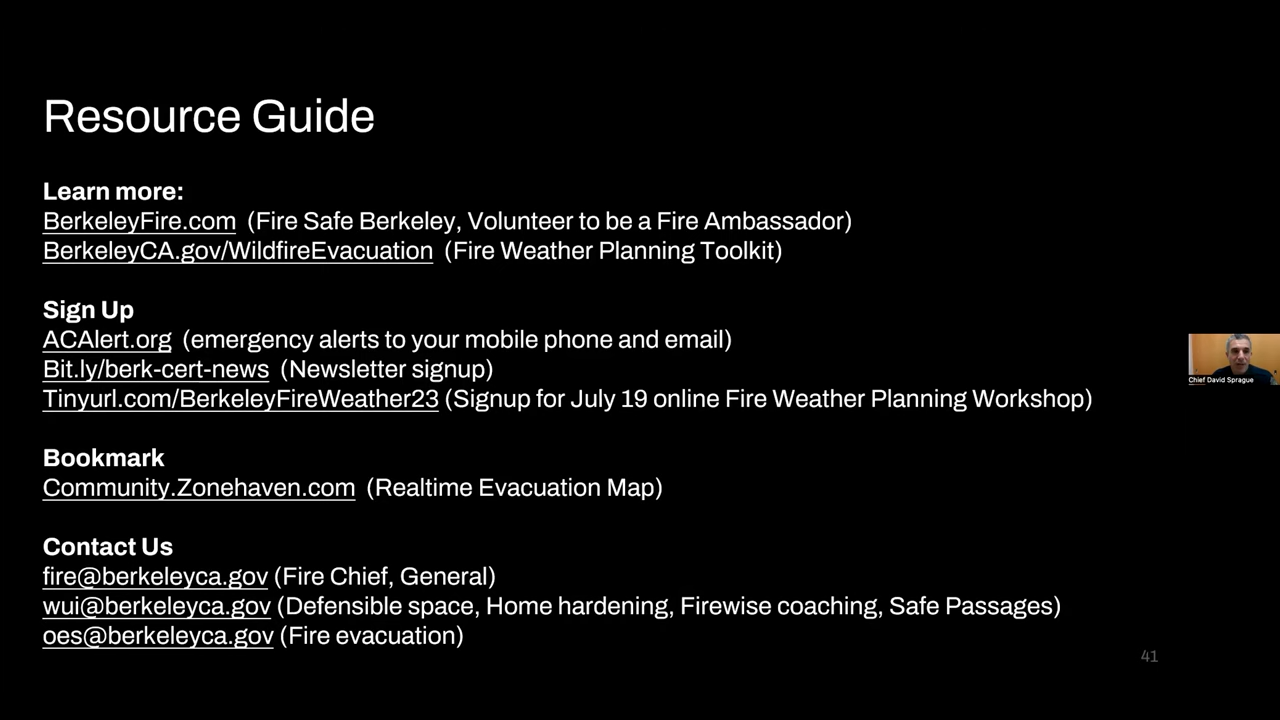 Resource Guide
Learn more:
BerkeleyFire.com (Fire Safe Berkeley, Volunteer to be a Fire Ambassador)
BerkeleyCA.gov/WildfireEvacuation (Fire Weather Planning Toolkit)
Sign Up
ACAlert.org (emergency alerts to your mobile phone and email)
Bit.ly/berk-cert-news (Newsletter signup)
Tinyurl.com/BerkeleyFireWeather23 (Signup for July 19 online Fire Weather Planning Workshop)
Bookmark
Community.Zonehaven.com (Realtime Evacuation Map)
Contact Us
fire@berkeleyca.gov (Fire Chief, General)
wui@berkeleyca.gov (Defensible space, Home hardening, Firewise coaching, Safe Passages)
oes@berkeleyca.gov (Fire evacuation)
41
Chief David Sprague